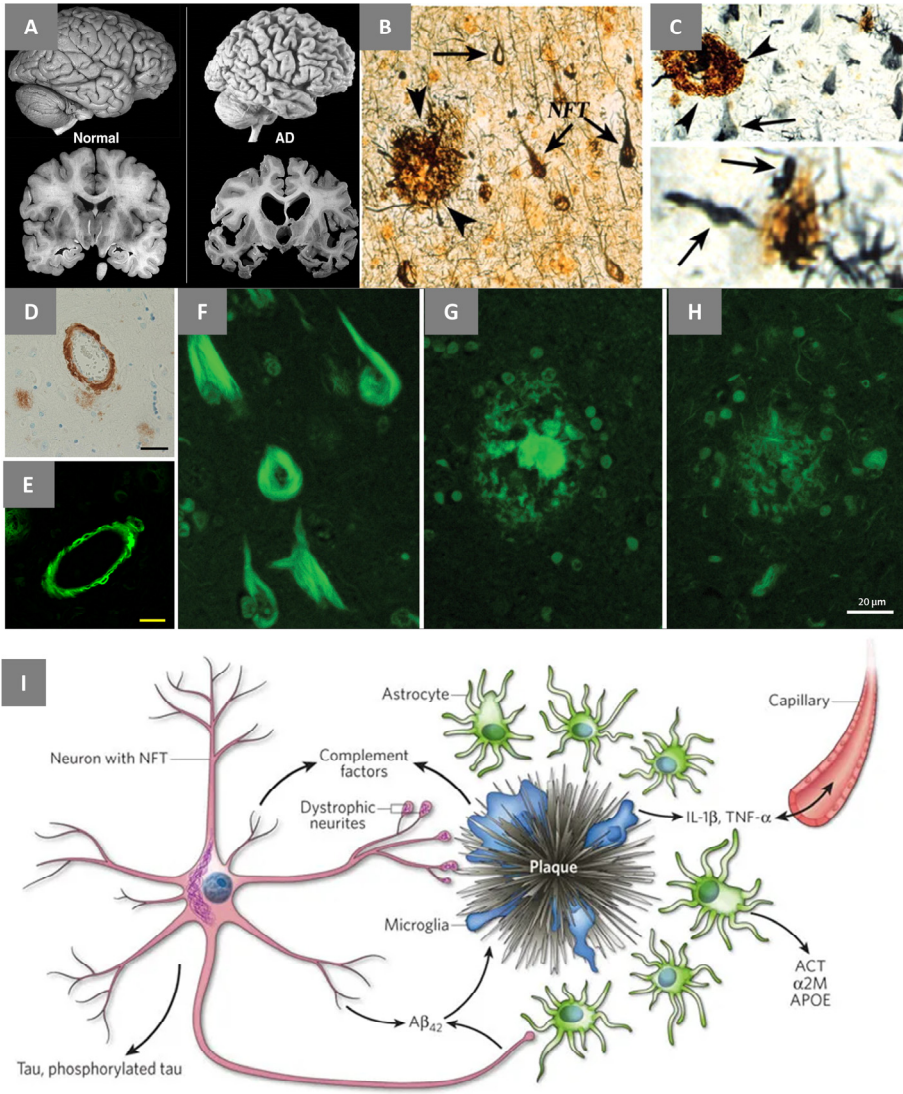 A
Normal
AD
B
NFT
C
D
E
F
G
H
20 µm
I
Astrocyte
Capillary
Neuron with NFT
Complement
factors
Dystrophic
neurites
IL-1β, TNF-α
Plaque
Microglia
ACT
α2M
APOE
Aβ42
Tau, phosphorylated tau